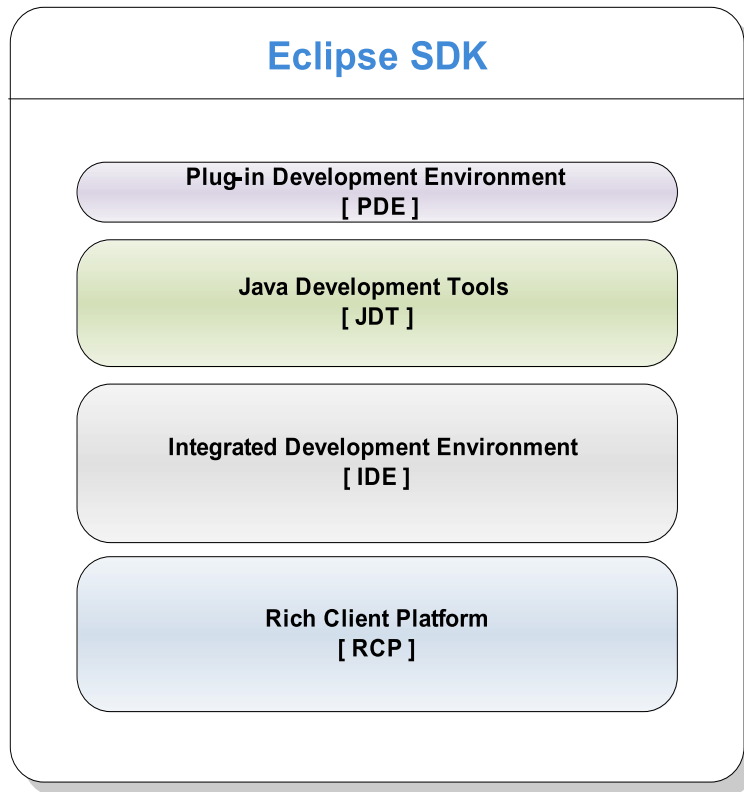 Eclipse SDK
Plug-in Development Environment
[ PDE ]
Java Development Tools
[ JDT ]
Integrated Development Environment
[ IDE ]
Rich Client Platform
[ RCP ]